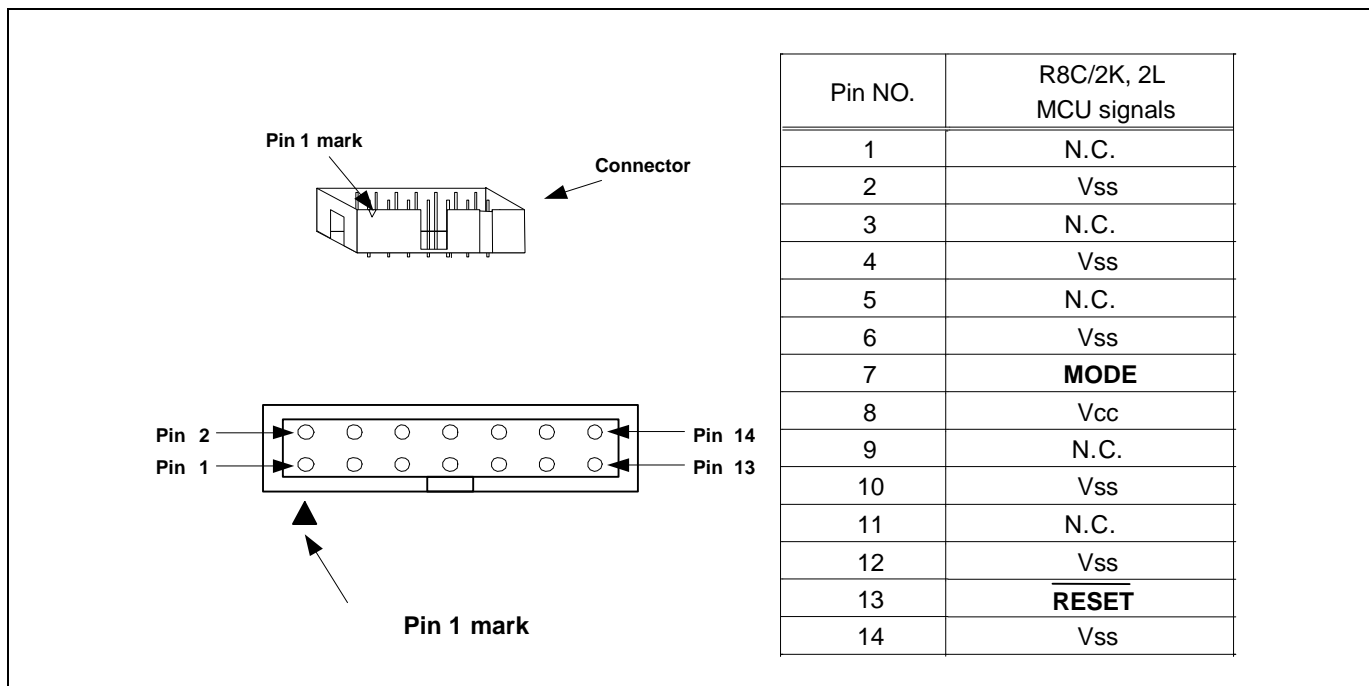 Pin 1 mark
Connector
Pin 2
Pin 14
Pin 1
Pin 13
Pin 1 mark
Pin NO. R8C/2K, 2L
MCU signals
1 N.C.
2 Vss
3 N.C.
4 Vss
5 N.C.
6 Vss
7 MODE
8 Vcc
9 N.C.
10 Vss
11 N.C.
12 Vss
13 RESET
14 Vss